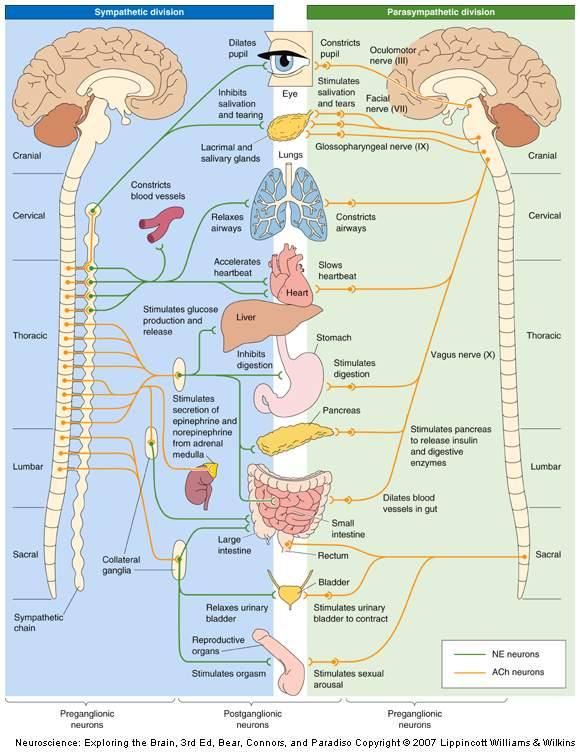 Sympathetic division
Parasympathetic division
Dilates
pupil
Constricts
pupil
Oculomotor
nerve (III)
Eye
Inhibits
salivation
and tearing
Stimulates
salivation
and tears
Facial
nerve
(VII)
Lacrimal and
salivary glands
Glossopharyngeal nerve (IX)
Cranial
Cranial
Lungs
Constricts
blood vessels
Cervical
Cervical
Relaxes
airways
Constricts
airways
Accelerates
heartbeat
Slows
heartbeat
Heart
Stimulates glucose
production and
release
Liver
Thoracic
Thoracic
Stomach
Inhibits
digestion
Stimulates
digestion
Vagus nerve (X)
Stimulates
secretion of
epinephrine and
norepinephrine
from adrenal
medulla
Pancreas
Stimulates pancreas
to release insulin
and digestive
enzymes
Lumbar
Lumbar
Dilates blood
vessels in gut
Small
intestine
Large
intestine
Sacral
Sacral
Collateral
ganglia
Rectum
Bladder
Sympathetic
chain
Relaxes urinary
bladder
Stimulates urinary
bladder to contract
Reproductive
organs
Stimulates orgasm
Stimulates sexual
arousal
NE neurons
ACh neurons
Preganglionic
neurons
Postganglionic
neurons
Preganglionic
neurons
Neuroscience: Exploring the Brain, 3rd Ed, Bear, Connors, and Paradiso Copyright © 2007 Lippincott Williams & Wilkins